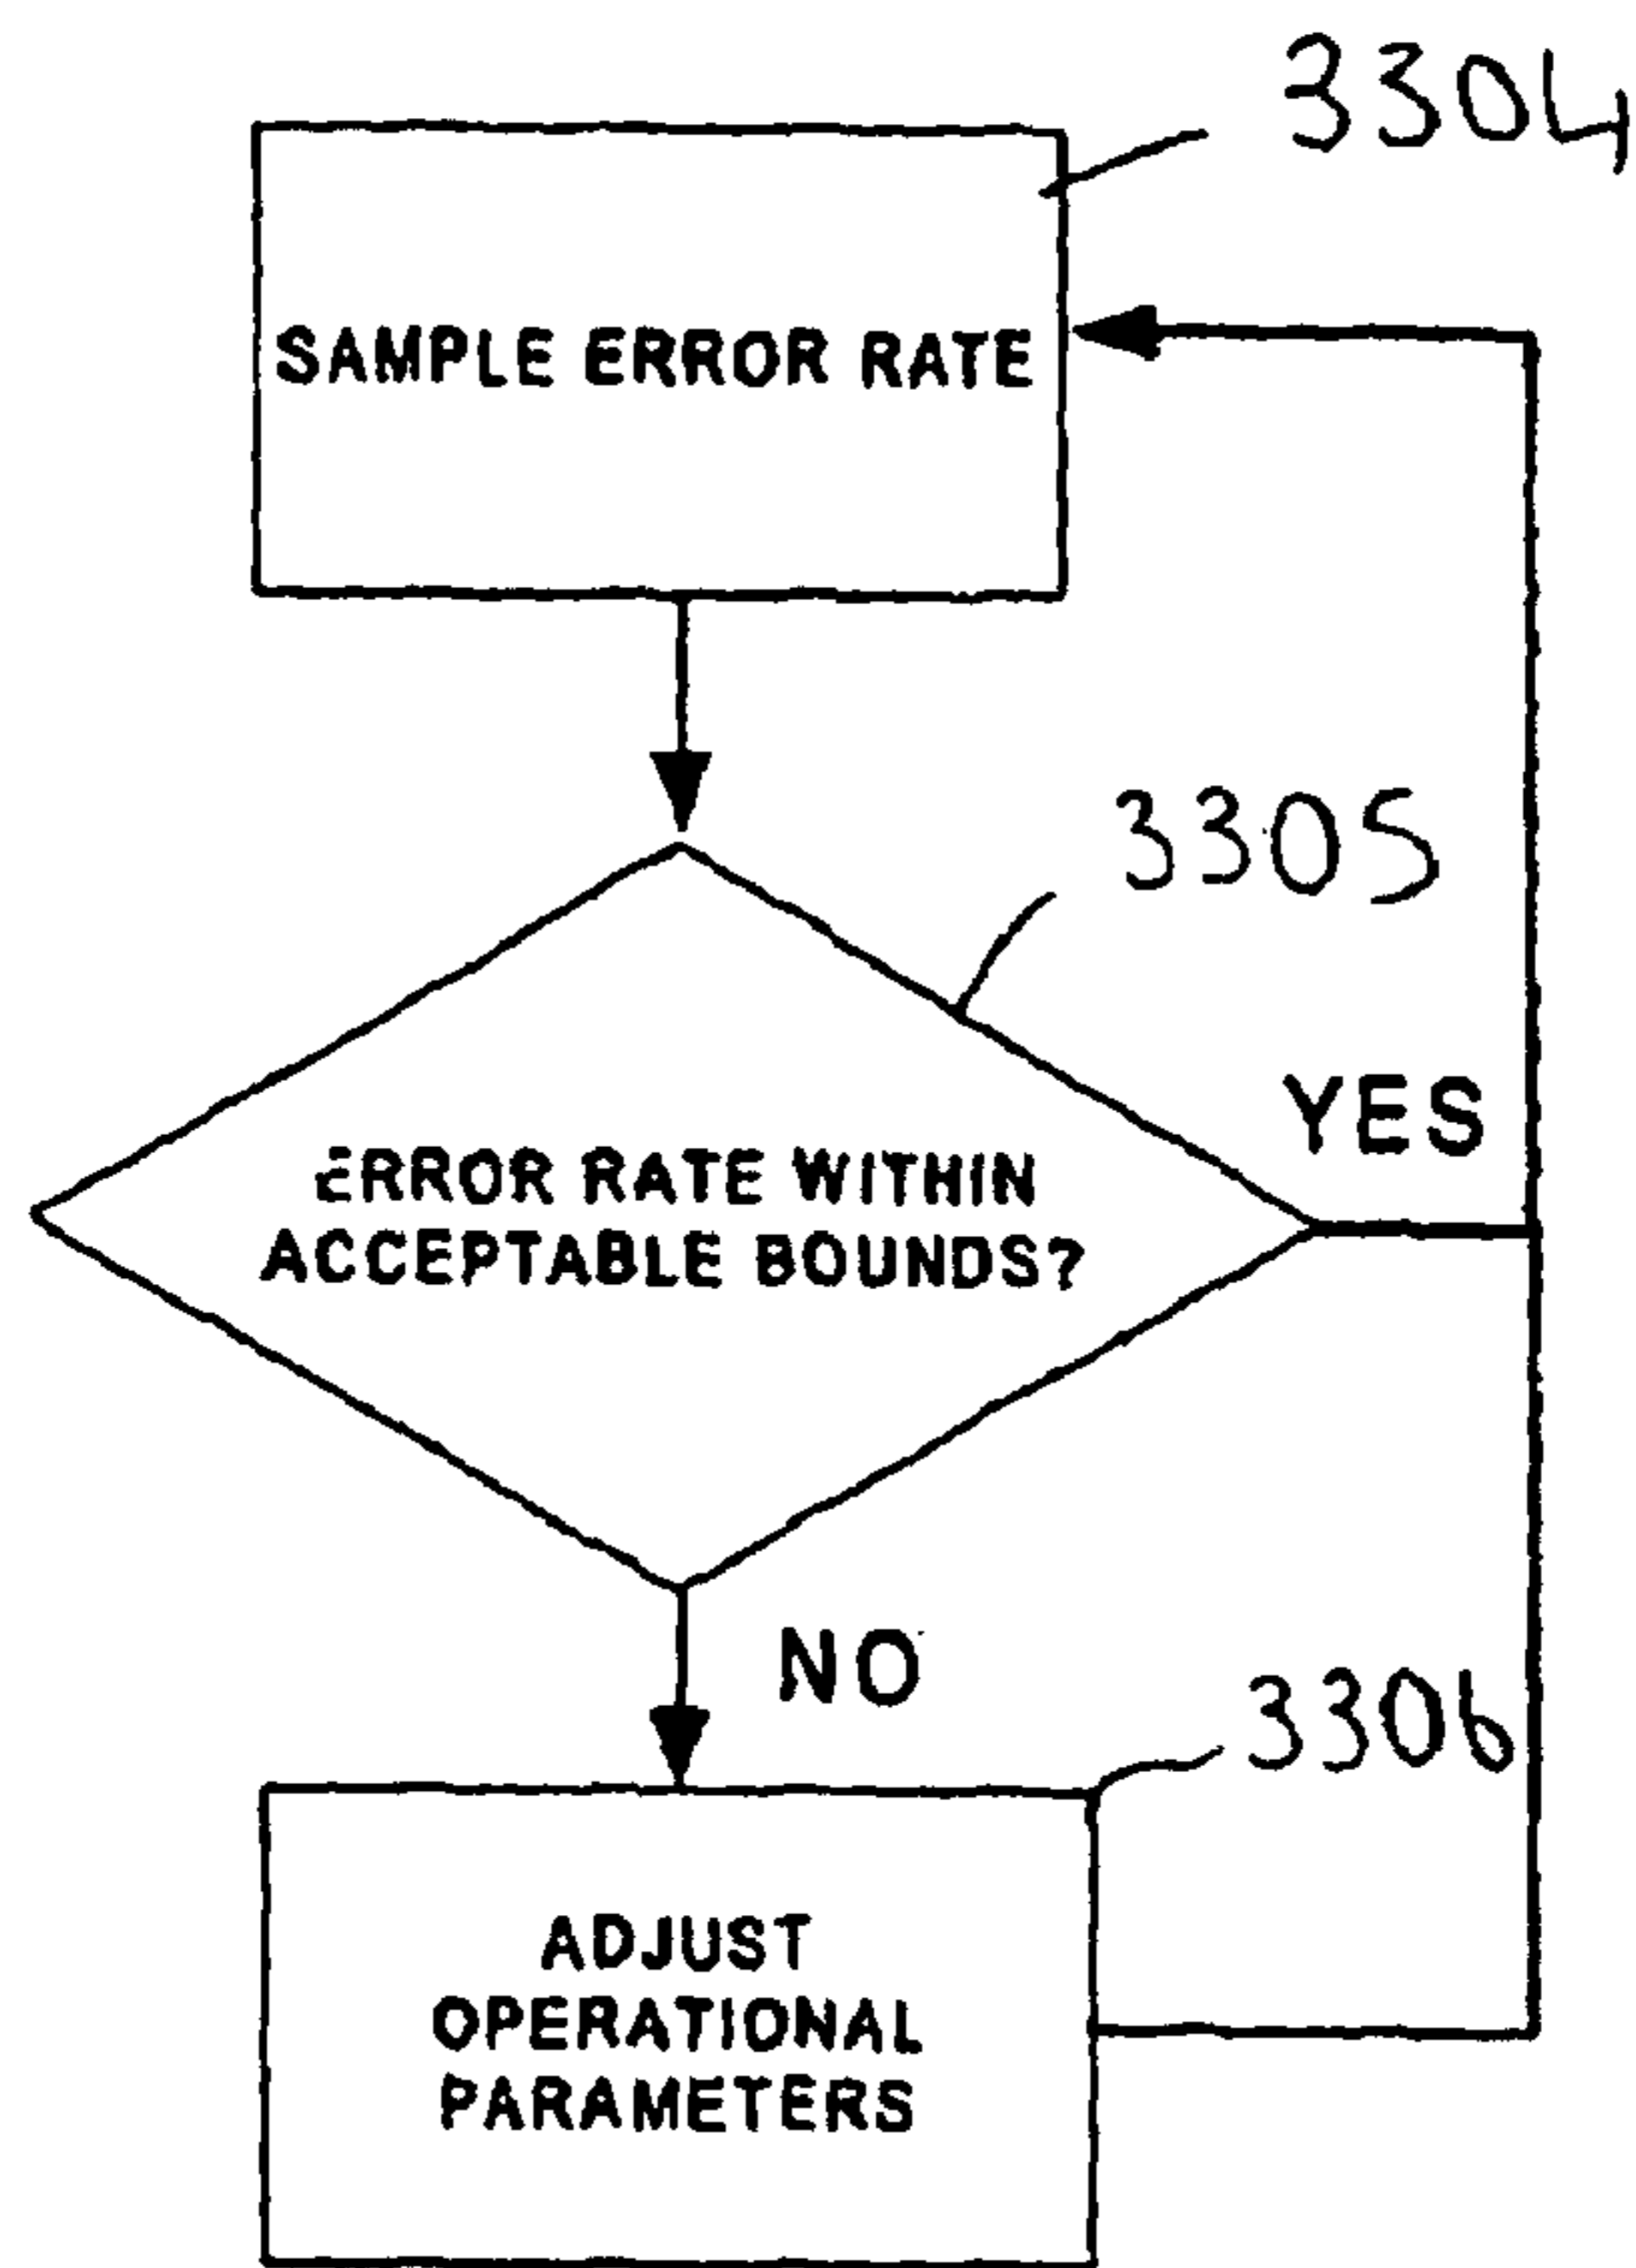 3304
SAMPLE ERROR RATE
3305
YES
ERROR RATE WITHIN
ACCEPTABLE BOUNDS?
NO
3306
ADJUST
OPERATIONAL
PARAMETERS